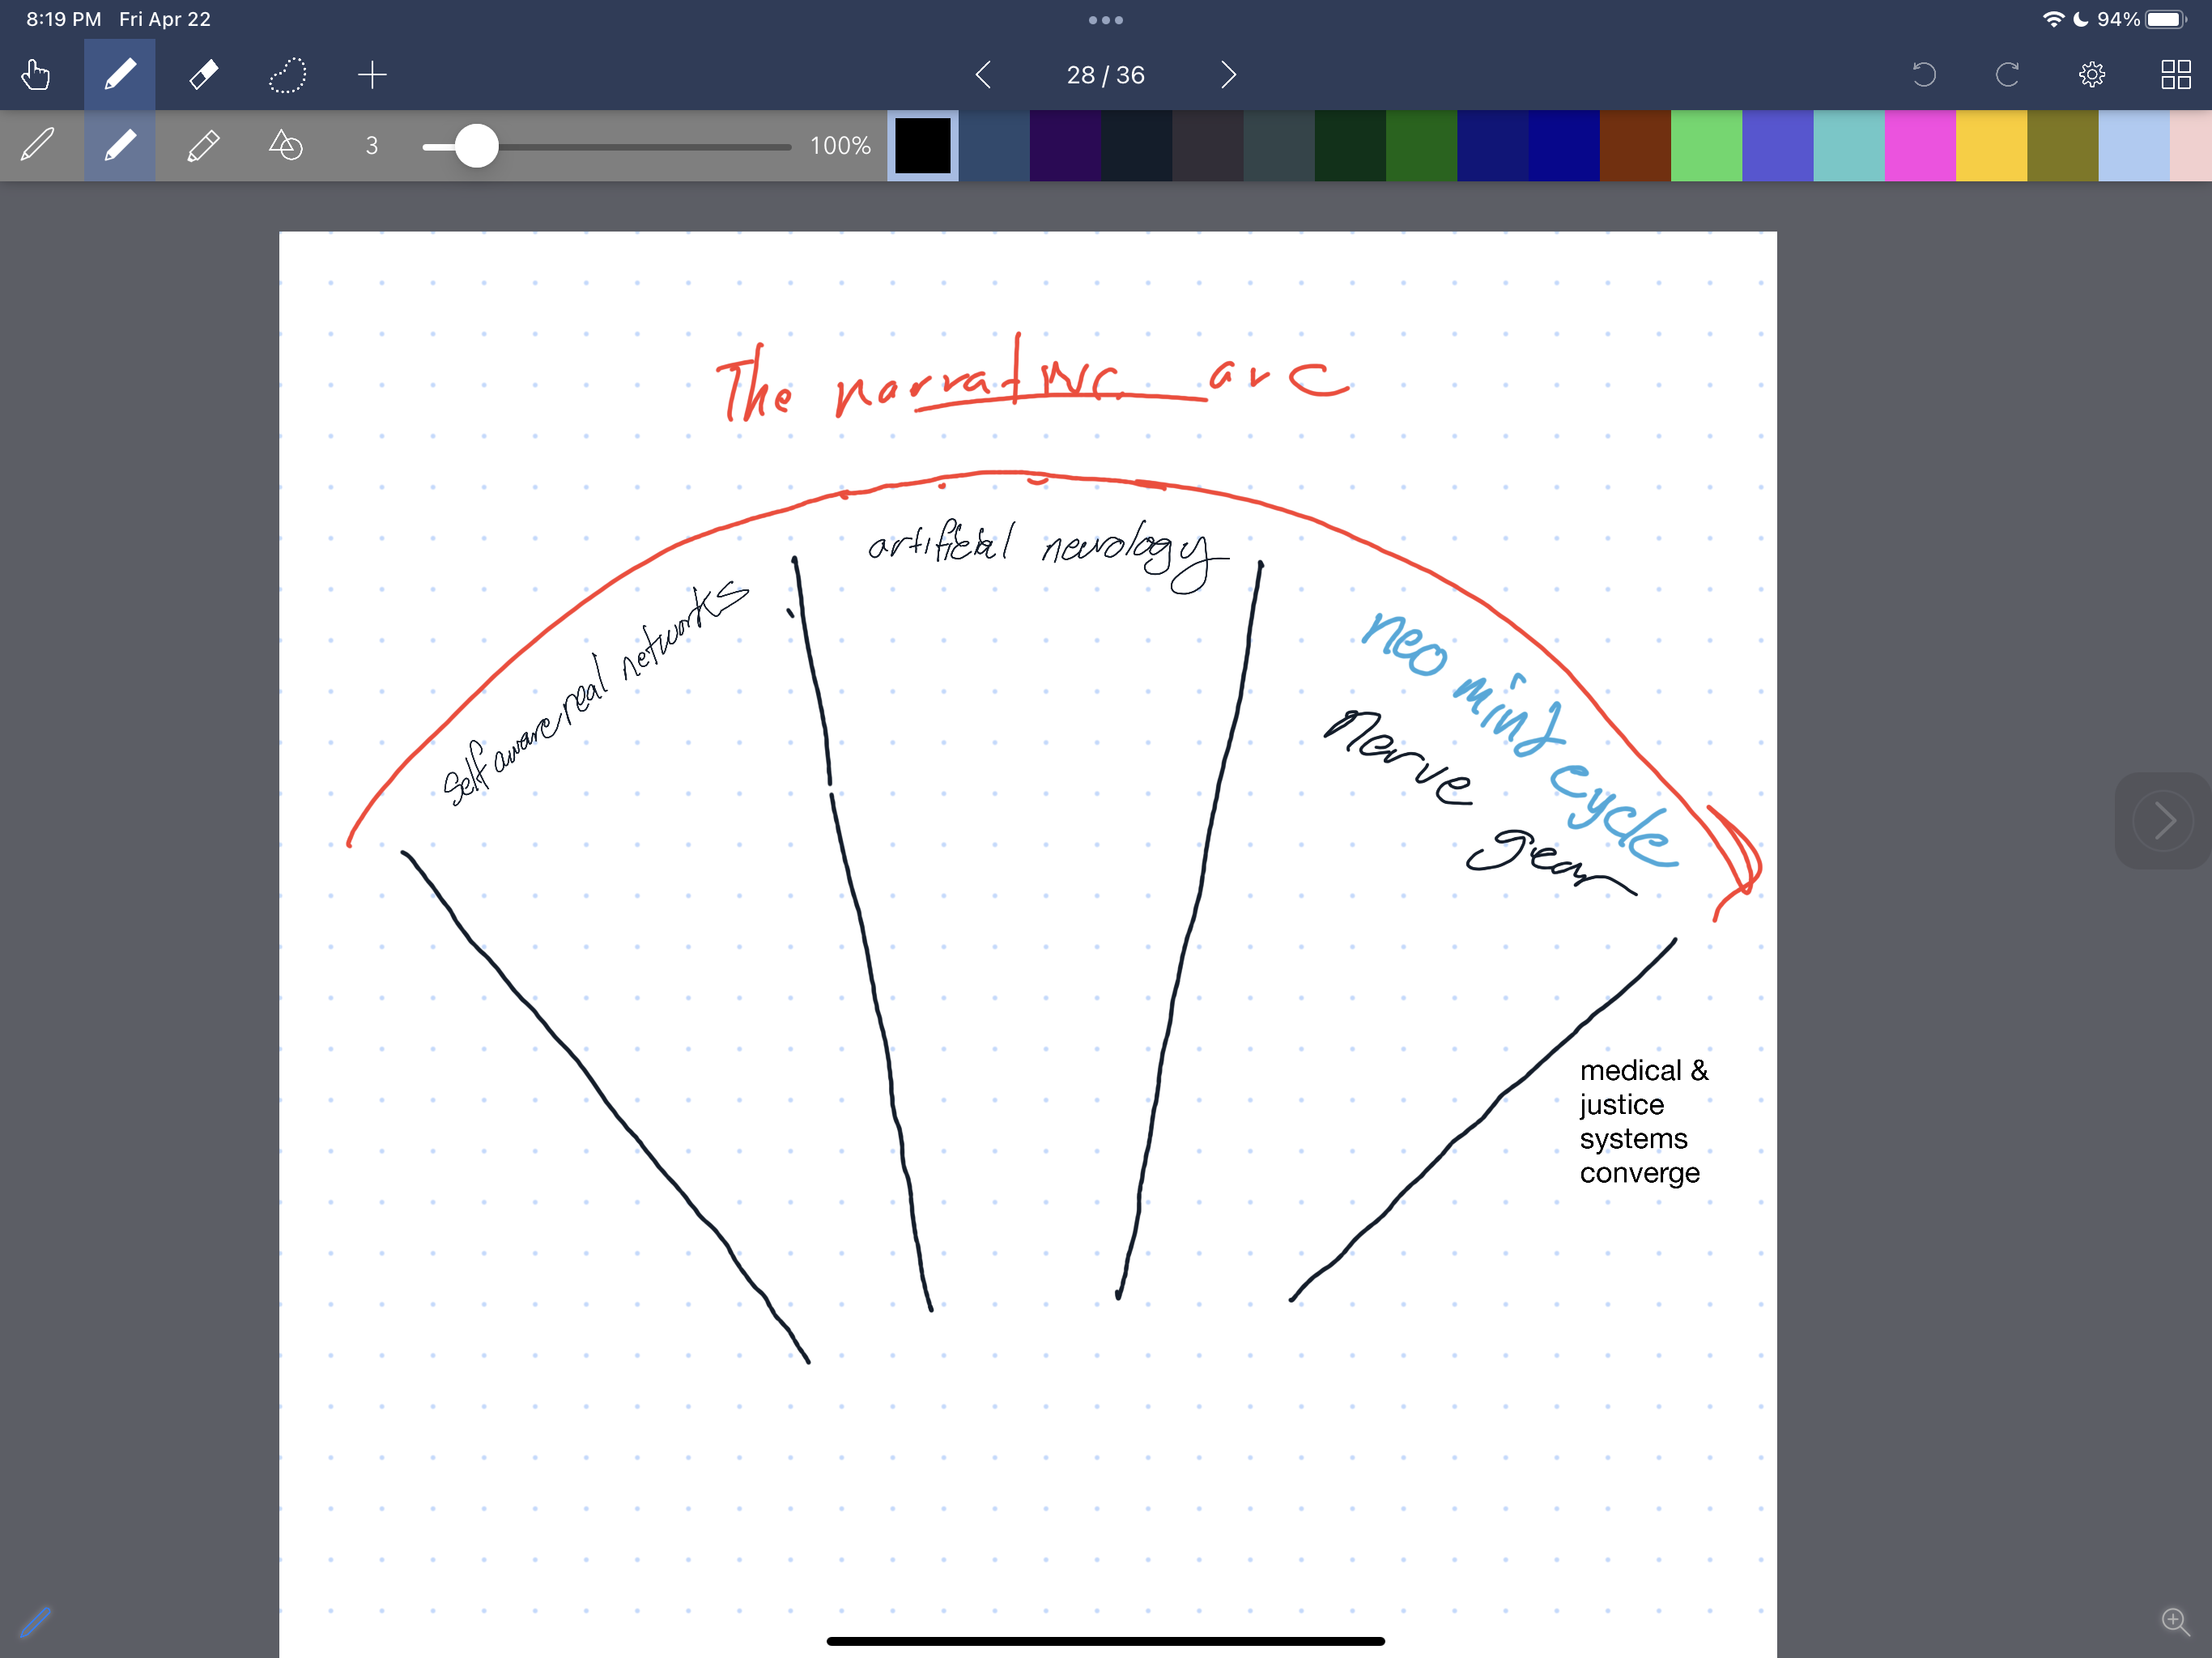 8:19 PM Fri Apr 22
94%
28 / 36
3
100%
The narrative arc
artificial neurology
Self aware neural networks
neo mind cycle
Nerve gear
medical &
justice
systems
converge